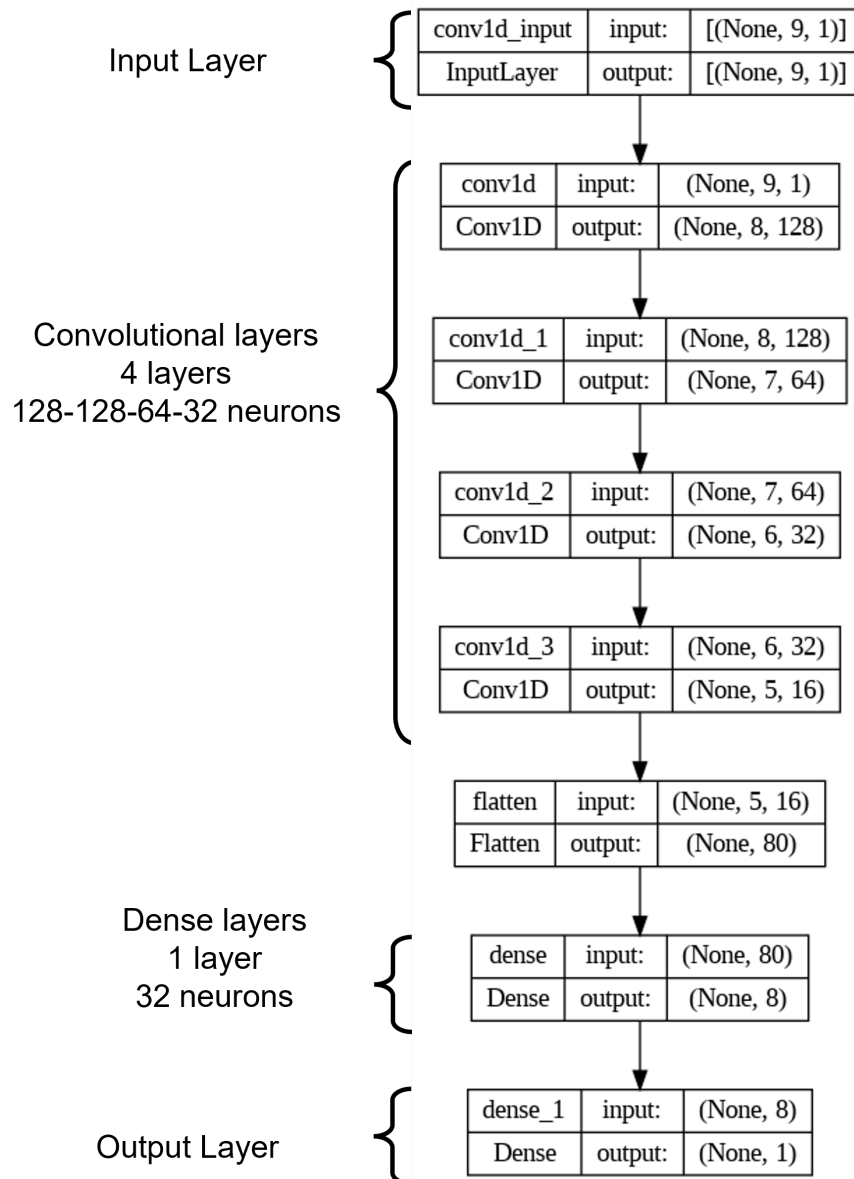 Input Layer
conv1d_input input: [(None, 9, 1)]
InputLayer output: [(None, 9, 1)]
Convolutional layers
4 layers
128-128-64-32 neurons
conv1d input: (None, 9, 1)
Conv1D output: (None, 8, 128)
conv1d_1 input: (None, 8, 128)
Conv1D output: (None, 7, 64)
conv1d_2 input: (None, 7, 64)
Conv1D output: (None, 6, 32)
conv1d_3 input: (None, 6, 32)
Conv1D output: (None, 5, 16)
flatten input: (None, 5, 16)
Flatten output: (None, 80)
Dense layers
1 layer
32 neurons
dense input: (None, 80)
Dense output: (None, 8)
Output Layer
dense_1 input: (None, 8)
Dense output: (None, 1)